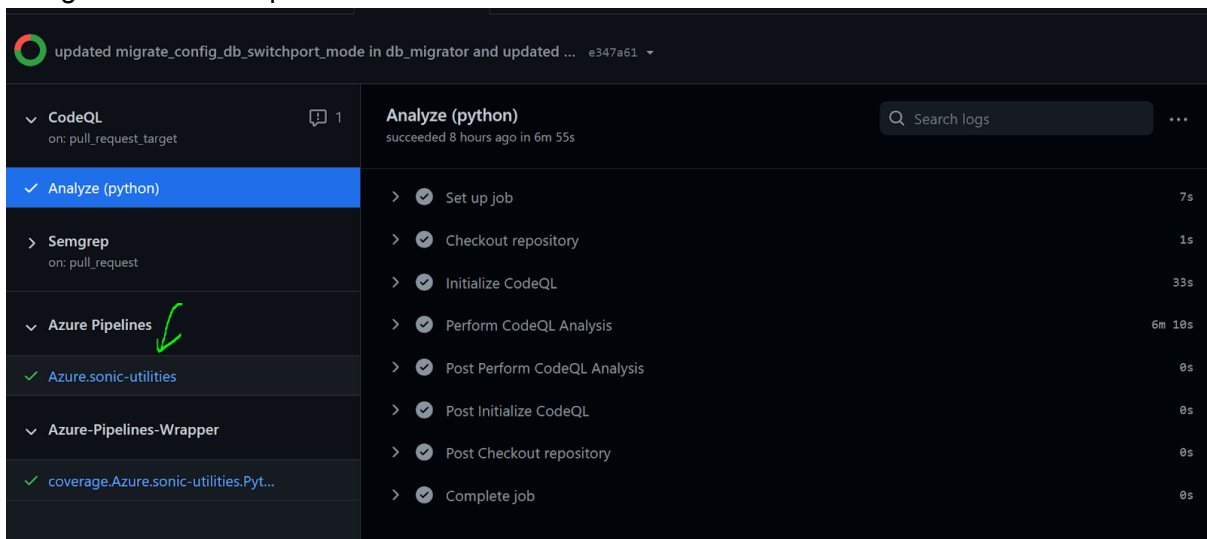 updated migrate_config_db_switchport_mode in db_migrator and updated ... e347a61
CodeQL 1
on: pull_request_target
Analyze (python)
Semgrep
on: pull_request
Azure Pipelines
Azure.sonic-utilities
Azure-Pipelines-Wrapper
coverage.Azure.sonic-utilities.Pyt...
Analyze (python)
succeeded 8 hours ago in 6m 55s
Search logs
Set up job 7s
Checkout repository 1s
Initialize CodeQL 33s
Perform CodeQL Analysis 6m 10s
Post Perform CodeQL Analysis 0s
Post Initialize CodeQL 0s
Post Checkout repository 0s
Complete job 0s